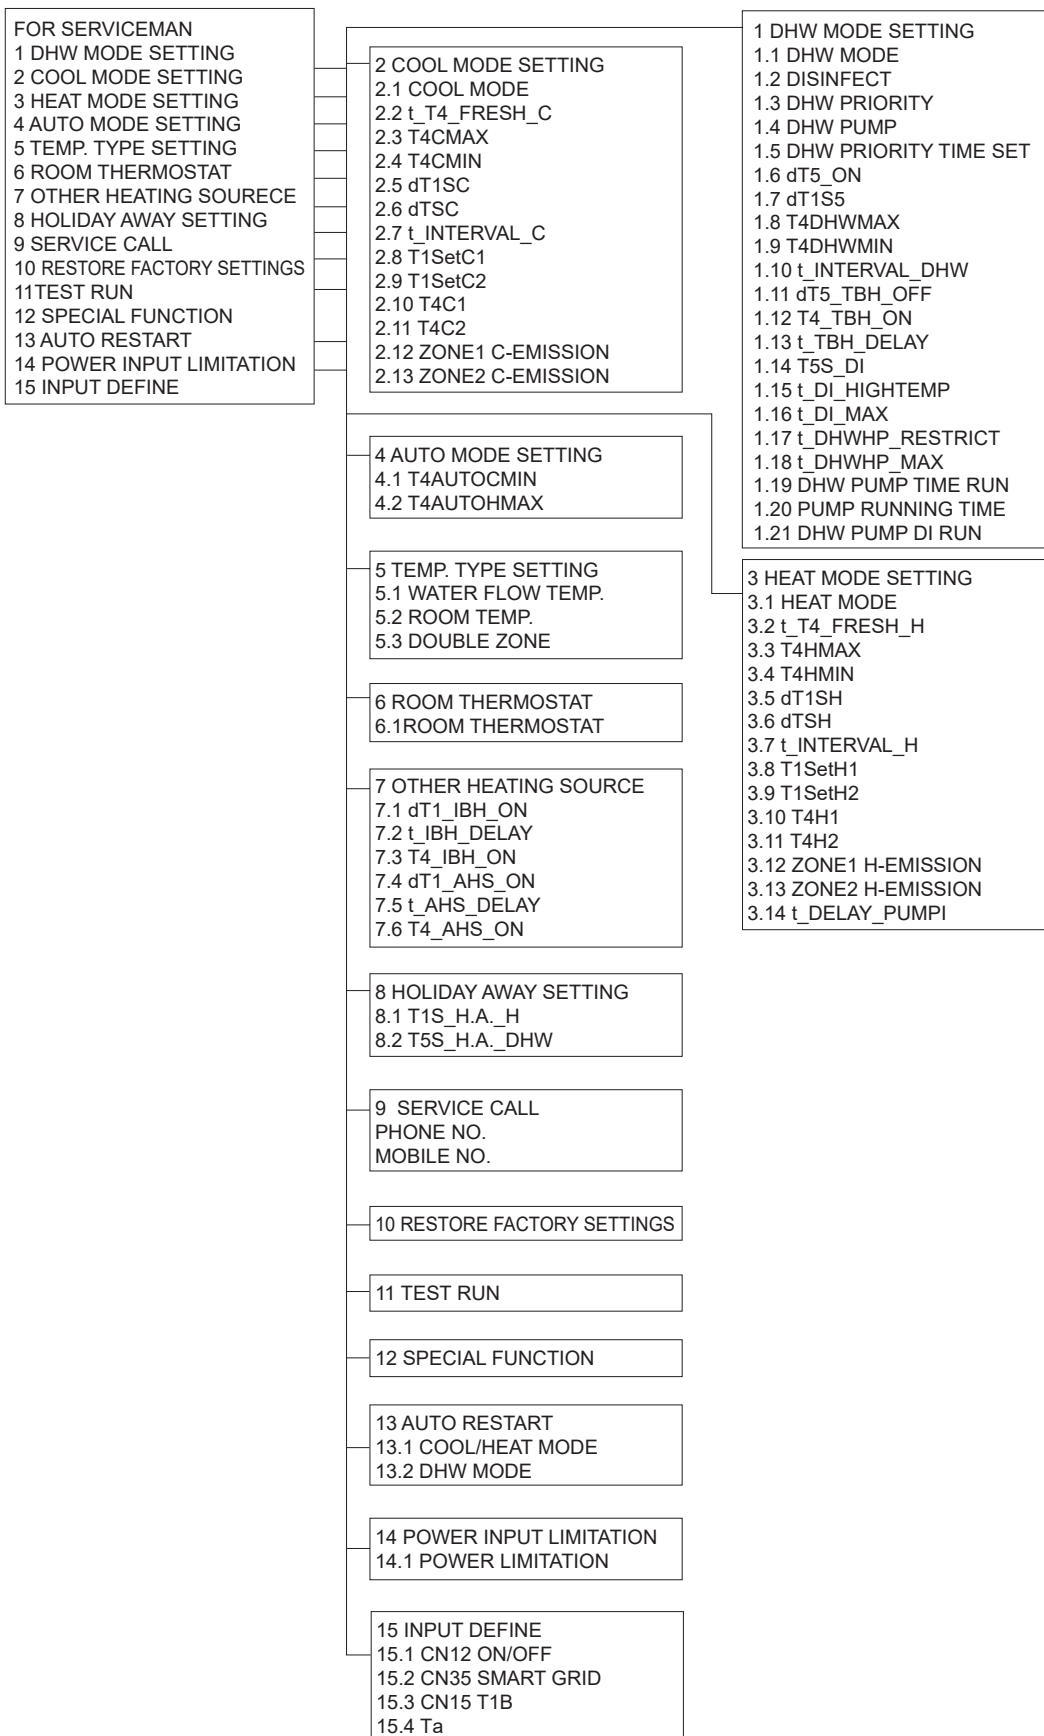 FOR SERVICEMAN
1 DHW MODE SETTING
2 COOL MODE SETTING
3 HEAT MODE SETTING
4 AUTO MODE SETTING
5 TEMP. TYPE SETTING
6 ROOM THERMOSTAT
7 OTHER HEATING SOURECE
8 HOLIDAY AWAY SETTING
9 SERVICE CALL
10 RESTORE FACTORY SETTINGS
11TEST RUN
12 SPECIAL FUNCTION
13 AUTO RESTART
14 POWER INPUT LIMITATION
15 INPUT DEFINE
2 COOL MODE SETTING
2.1 COOL MODE
2.2 t_T4_FRESH_C
2.3 T4CMAX
2.4 T4CMIN
2.5 dT1SC
2.6 dTSC
2.7 t_INTERVAL_C
2.8 T1SetC1
2.9 T1SetC2
2.10 T4C1
2.11 T4C2
2.12 ZONE1 C-EMISSION
2.13 ZONE2 C-EMISSION
4 AUTO MODE SETTING
4.1 T4AUTOCMIN
4.2 T4AUTOHMAX
5 TEMP. TYPE SETTING
5.1 WATER FLOW TEMP.
5.2 ROOM TEMP.
5.3 DOUBLE ZONE
6 ROOM THERMOSTAT
6.1ROOM THERMOSTAT
7 OTHER HEATING SOURCE
7.1 dT1_IBH_ON
7.2 t_IBH_DELAY
7.3 T4_IBH_ON
7.4 dT1_AHS_ON
7.5 t_AHS_DELAY
7.6 T4_AHS_ON
8 HOLIDAY AWAY SETTING
8.1 T1S_H.A._H
8.2 T5S_H.A._DHW
9 SERVICE CALL
PHONE NO.
MOBILE NO.
10 RESTORE FACTORY SETTINGS
11 TEST RUN
12 SPECIAL FUNCTION
13 AUTO RESTART
13.1 COOL/HEAT MODE
13.2 DHW MODE
14 POWER INPUT LIMITATION
14.1 POWER LIMITATION
15 INPUT DEFINE
15.1 CN12 ON/OFF
15.2 CN35 SMART GRID
15.3 CN15 T1B
15.4 Ta
1 DHW MODE SETTING
1.1 DHW MODE
1.2 DISINFECT
1.3 DHW PRIORITY
1.4 DHW PUMP
1.5 DHW PRIORITY TIME SET
1.6 dT5_ON
1.7 dT1S5
1.8 T4DHWMAX
1.9 T4DHWMIN
1.10 t_INTERVAL_DHW
1.11 dT5_TBH_OFF
1.12 T4_TBH_ON
1.13 t_TBH_DELAY
1.14 T5S_DI
1.15 t_DI_HIGHTEMP
1.16 t_DI_MAX
1.17 t_DHWHP_RESTRICT
1.18 t_DHWHP_MAX
1.19 DHW PUMP TIME RUN
1.20 PUMP RUNNING TIME
1.21 DHW PUMP DI RUN
3 HEAT MODE SETTING
3.1 HEAT MODE
3.2 t_T4_FRESH_H
3.3 T4HMAX
3.4 T4HMIN
3.5 dT1SH
3.6 dTSH
3.7 t_INTERVAL_H
3.8 T1SetH1
3.9 T1SetH2
3.10 T4H1
3.11 T4H2
3.12 ZONE1 H-EMISSION
3.13 ZONE2 H-EMISSION
3.14 t_DELAY_PUMPI